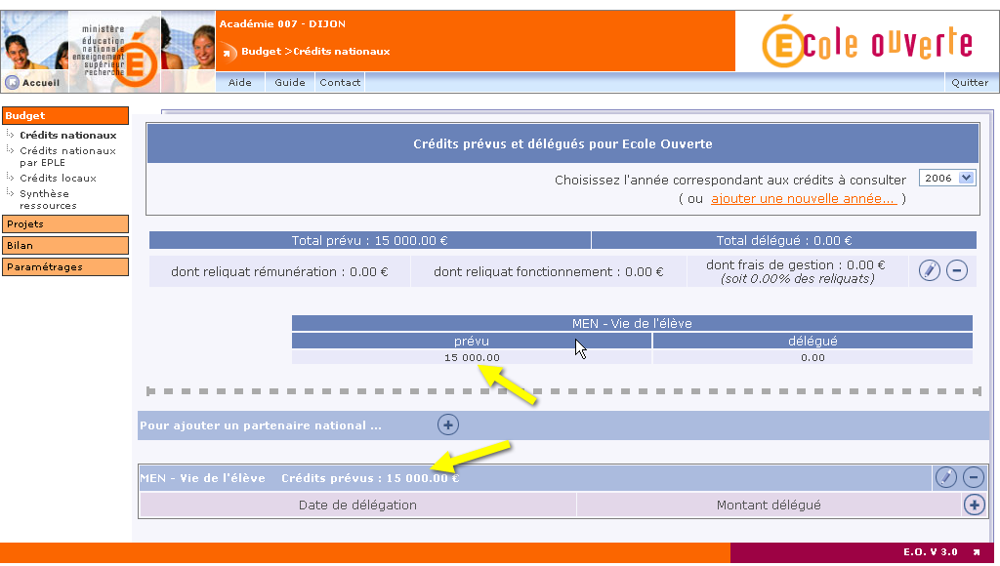 ministère
éducation
nationale
enseignement
supérieur
recherche
Accueil
Académie 007 - DIJON
Budget >Crédits nationaux
École ouverte
Aide Guide Contact Quitter
Budget
Crédits nationaux
Crédits nationaux
par EPLE
Crédits locaux
Synthèse
ressources
Projets
Bilan
Paramétrages
Crédits prévus et délégués pour Ecole Ouverte
Choisissez l'année correspondant aux crédits à consulter 2006
( ou ajouter une nouvelle année... )
Total prévu : 15 000.00 € Total délégué : 0.00 €
dont reliquat rémunération : 0.00 € dont reliquat fonctionnement : 0.00 € dont frais de gestion : 0.00 €
(soit 0.00% des reliquats)
MEN - Vie de l'élève
prévu délégué
15 000.00 0.00
Pour ajouter un partenaire national ...
MEN - Vie de l'élève Crédits prévus : 15 000.00 €
Date de délégation Montant délégué
E.O. V 3.0